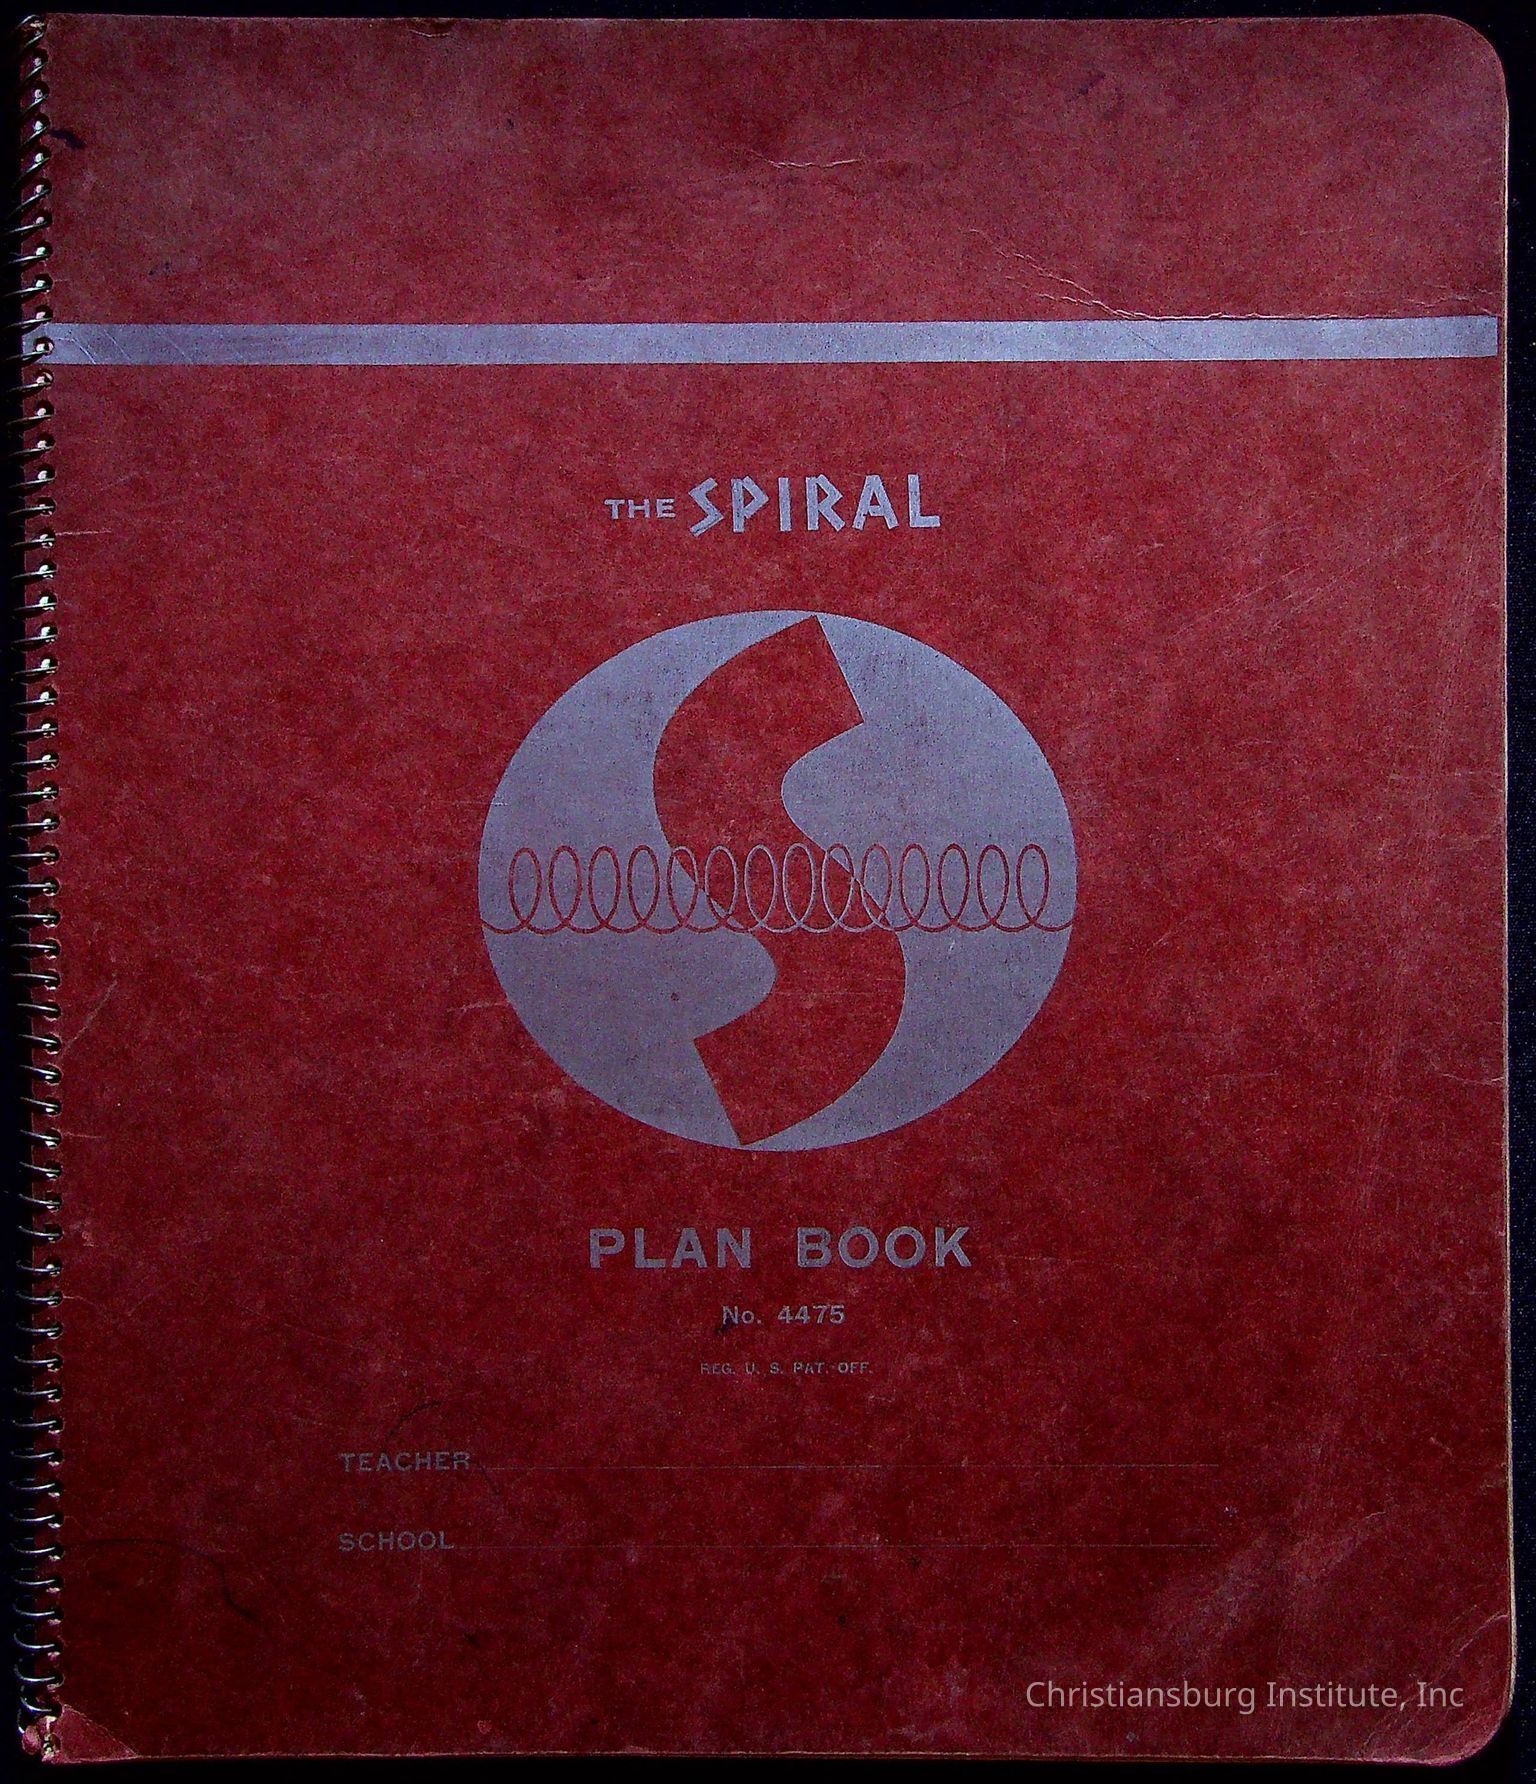 THE SPIRAL
PLAN BOOK
No. 4475
REG. U. S. PAT. OFF.
TEACHER
SCHOOL
Christiansburg Institute, Inc